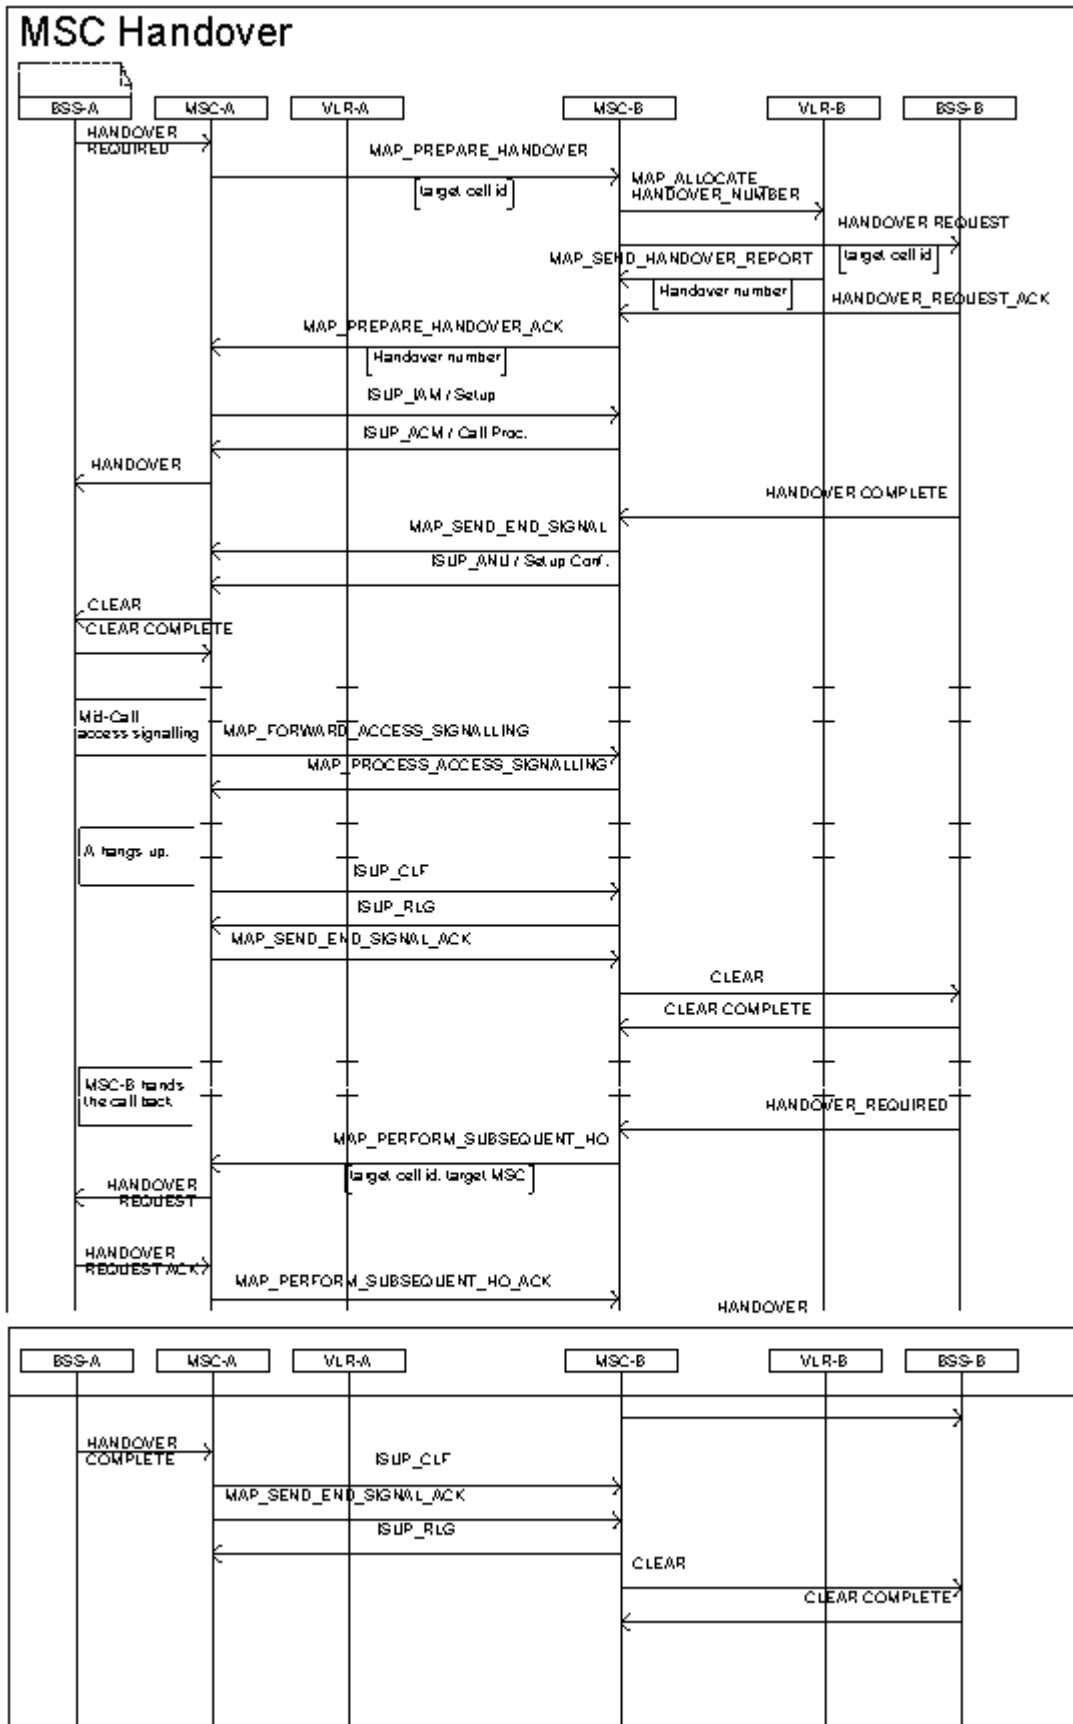 MSC Handover
BSS-A MSC-A VLR-A MSC-B VLR-B BSS-B
HANDOVER
REQUIRED
MAP_PREPARE_HANDOVER
target cell id
MAP_ALLOCATE_
HANDOVER_NUMBER
HANDOVER REQUEST
target cell id
MAP_SEND_HANDOVER_REPORT
Handover number
HANDOVER_REQUEST_ACK
MAP_PREPARE_HANDOVER_ACK
Handover number
ISUP_IAM / Setup
ISUP_ACM / Call Proc.
HANDOVER
HANDOVER COMPLETE
MAP_SEND_END_SIGNAL
ISUP_ANU / Setup Conf.
CLEAR
CLEAR COMPLETE
Mid-Call
access signalling
MAP_FORWARD_ACCESS_SIGNALLING
MAP_PROCESS_ACCESS_SIGNALLING
A hangs up.
ISUP_CLF
ISUP_RLG
MAP_SEND_END_SIGNAL_ACK
CLEAR
CLEAR COMPLETE
MSC-B hands
the call back
HANDOVER_REQUIRED
MAP_PERFORM_SUBSEQUENT_HO
target cell id, target MSC
HANDOVER
REQUEST
HANDOVER
REQUEST ACK
MAP_PERFORM_SUBSEQUENT_HO_ACK
HANDOVER
BSS-A MSC-A VLR-A MSC-B VLR-B BSS-B
HANDOVER
COMPLETE
ISUP_CLF
MAP_SEND_END_SIGNAL_ACK
ISUP_RLG
CLEAR
CLEAR COMPLETE